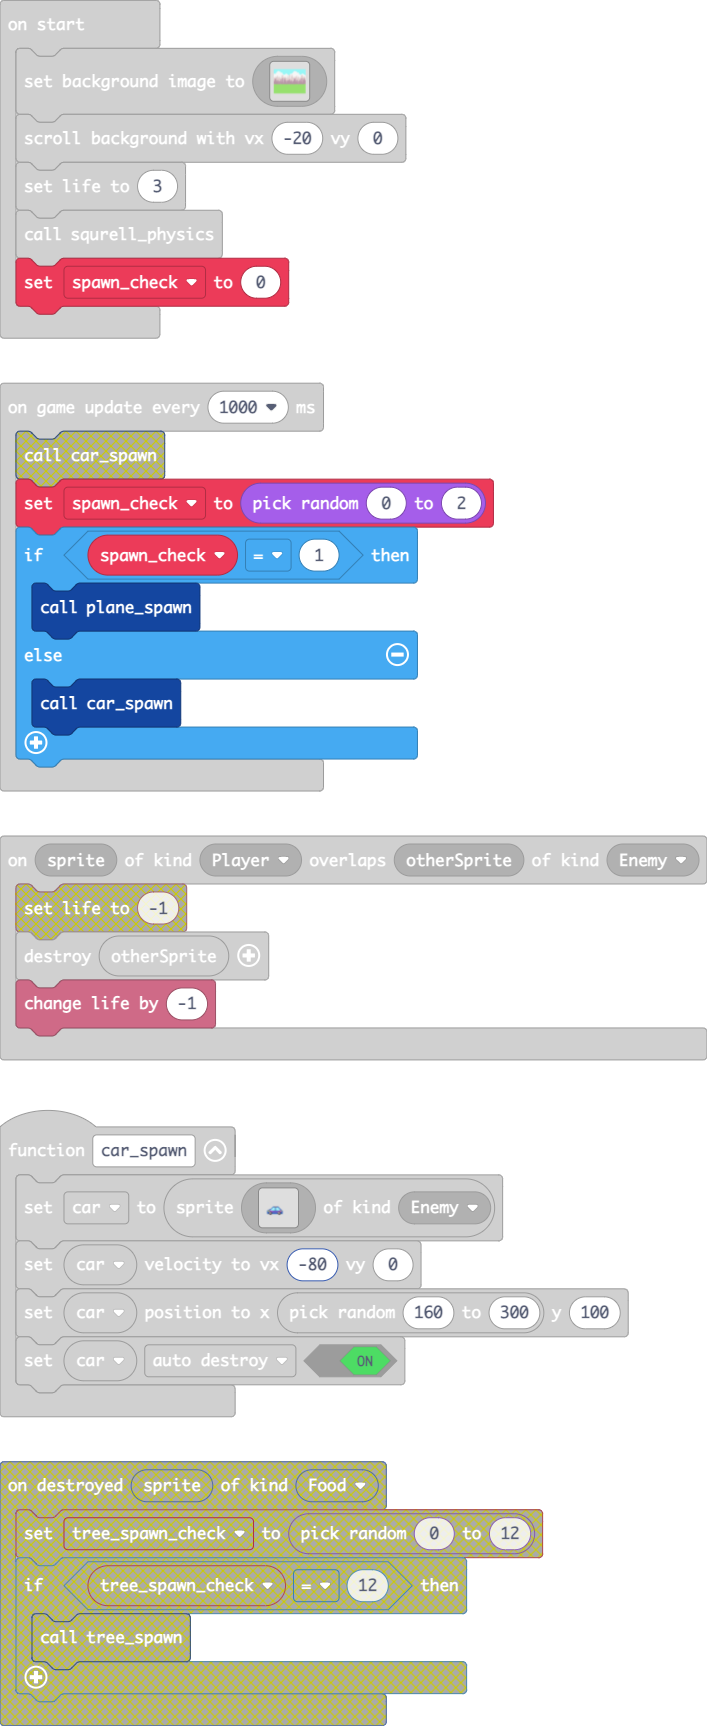 on start
set background image to
scroll background with vx -20 vy 0
set life to 3
call squrell_physics
set spawn_check to 0
on game update every 1000 ms
call car_spawn
set spawn_check to pick random 0 to 2
if spawn_check = 1 then
call plane_spawn
else
call car_spawn
on sprite of kind Player overlaps otherSprite of kind Enemy
set life to -1
destroy otherSprite
change life by -1
function car_spawn
set car to sprite of kind Enemy
set car velocity to vx -80 vy 0
set car position to x pick random 160 to 300 y 100
set car auto destroy ON
on destroyed sprite of kind Food
set tree_spawn_check to pick random 0 to 12
if tree_spawn_check = 12 then
call tree_spawn